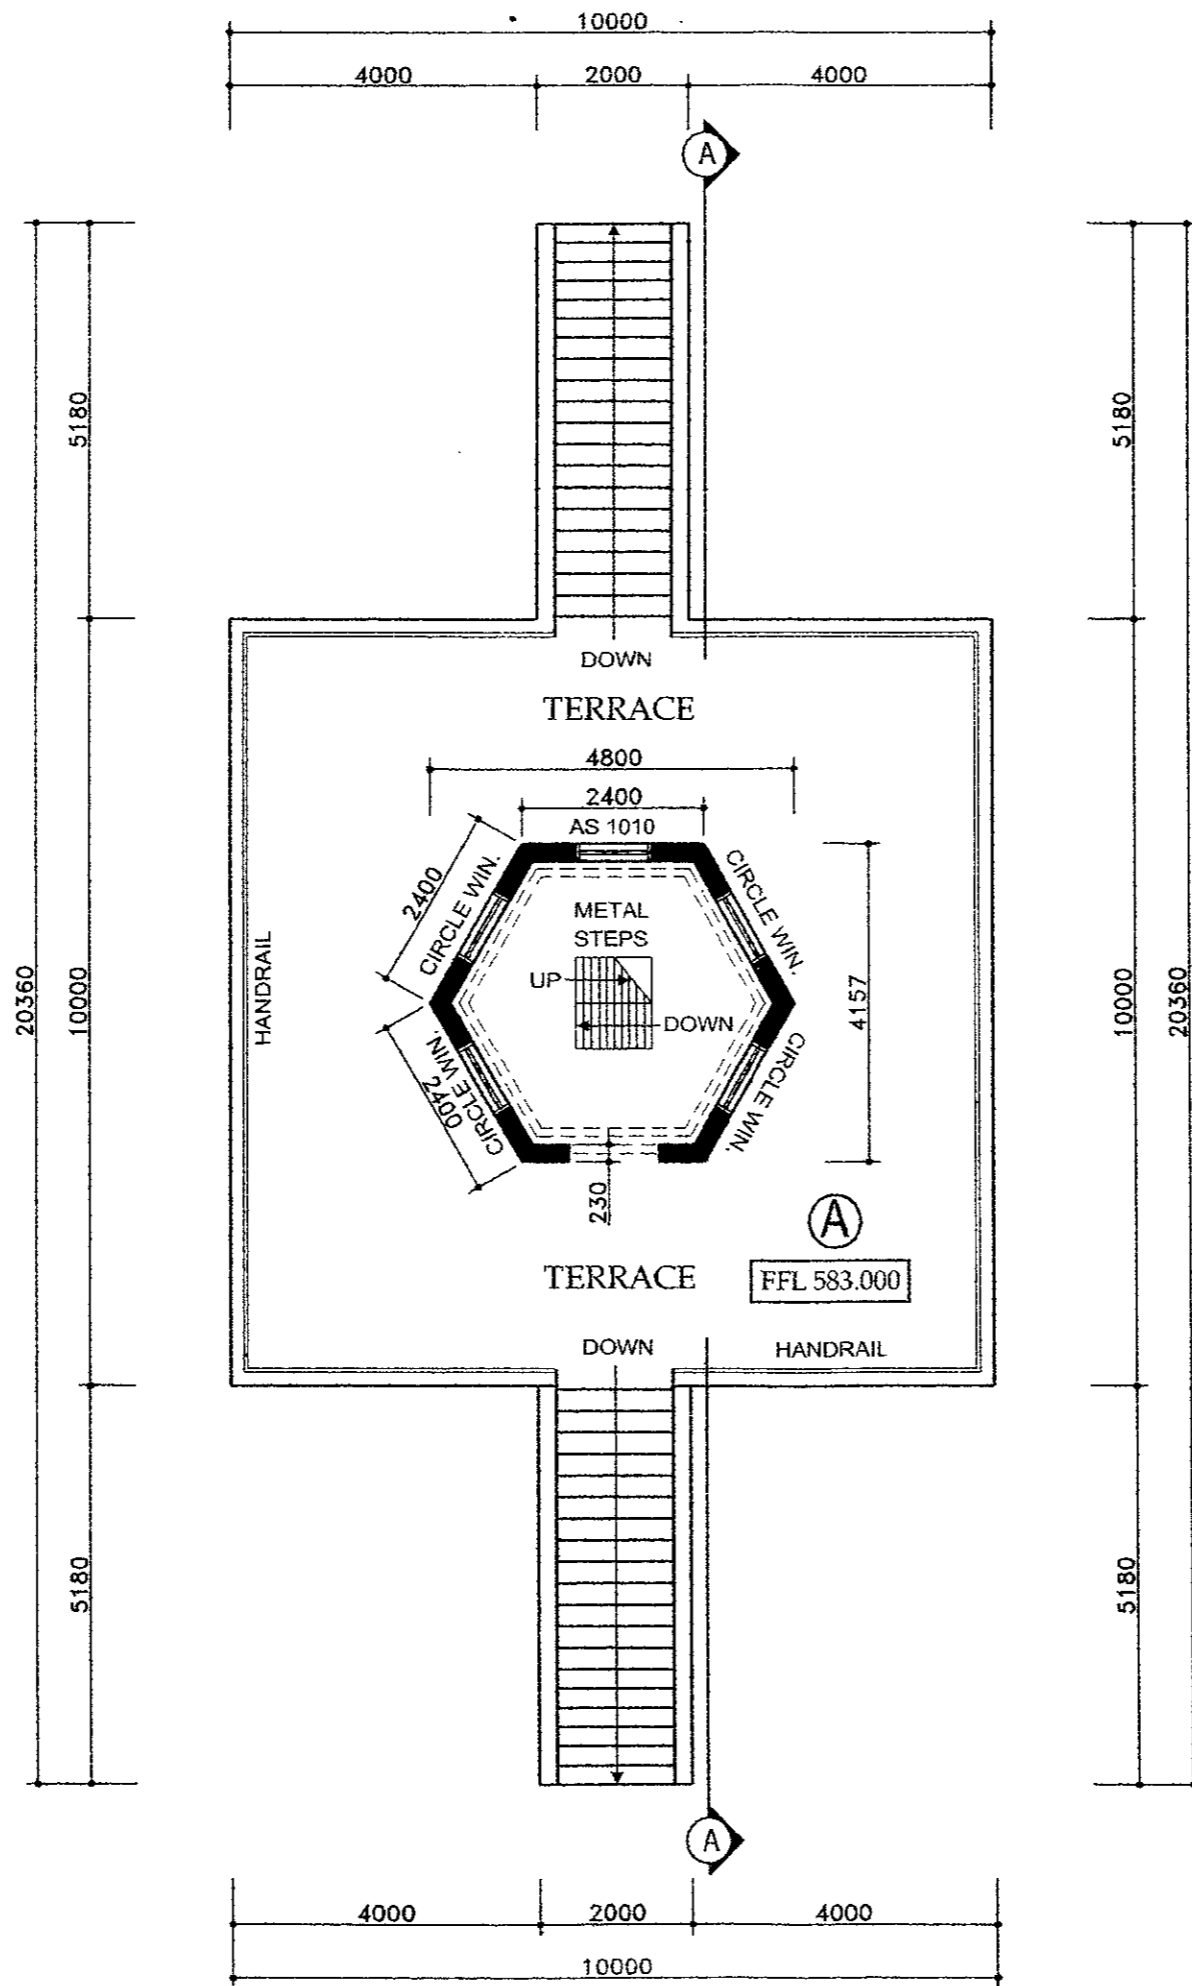 10000
4000 2000 4000
A
5180
5180
20360
10000
10000
20360
DOWN
TERRACE
4800
2400
AS 1010
2400
CIRCLE WIN.
CIRCLE WIN.
METAL
STEPS
UP
DOWN
HANDRAIL
4157
2400
CIRCLE WIN.
CIRCLE WIN.
230
A
TERRACE
FFL 583.000
DOWN
HANDRAIL
5180
5180
A
4000 2000 4000
10000